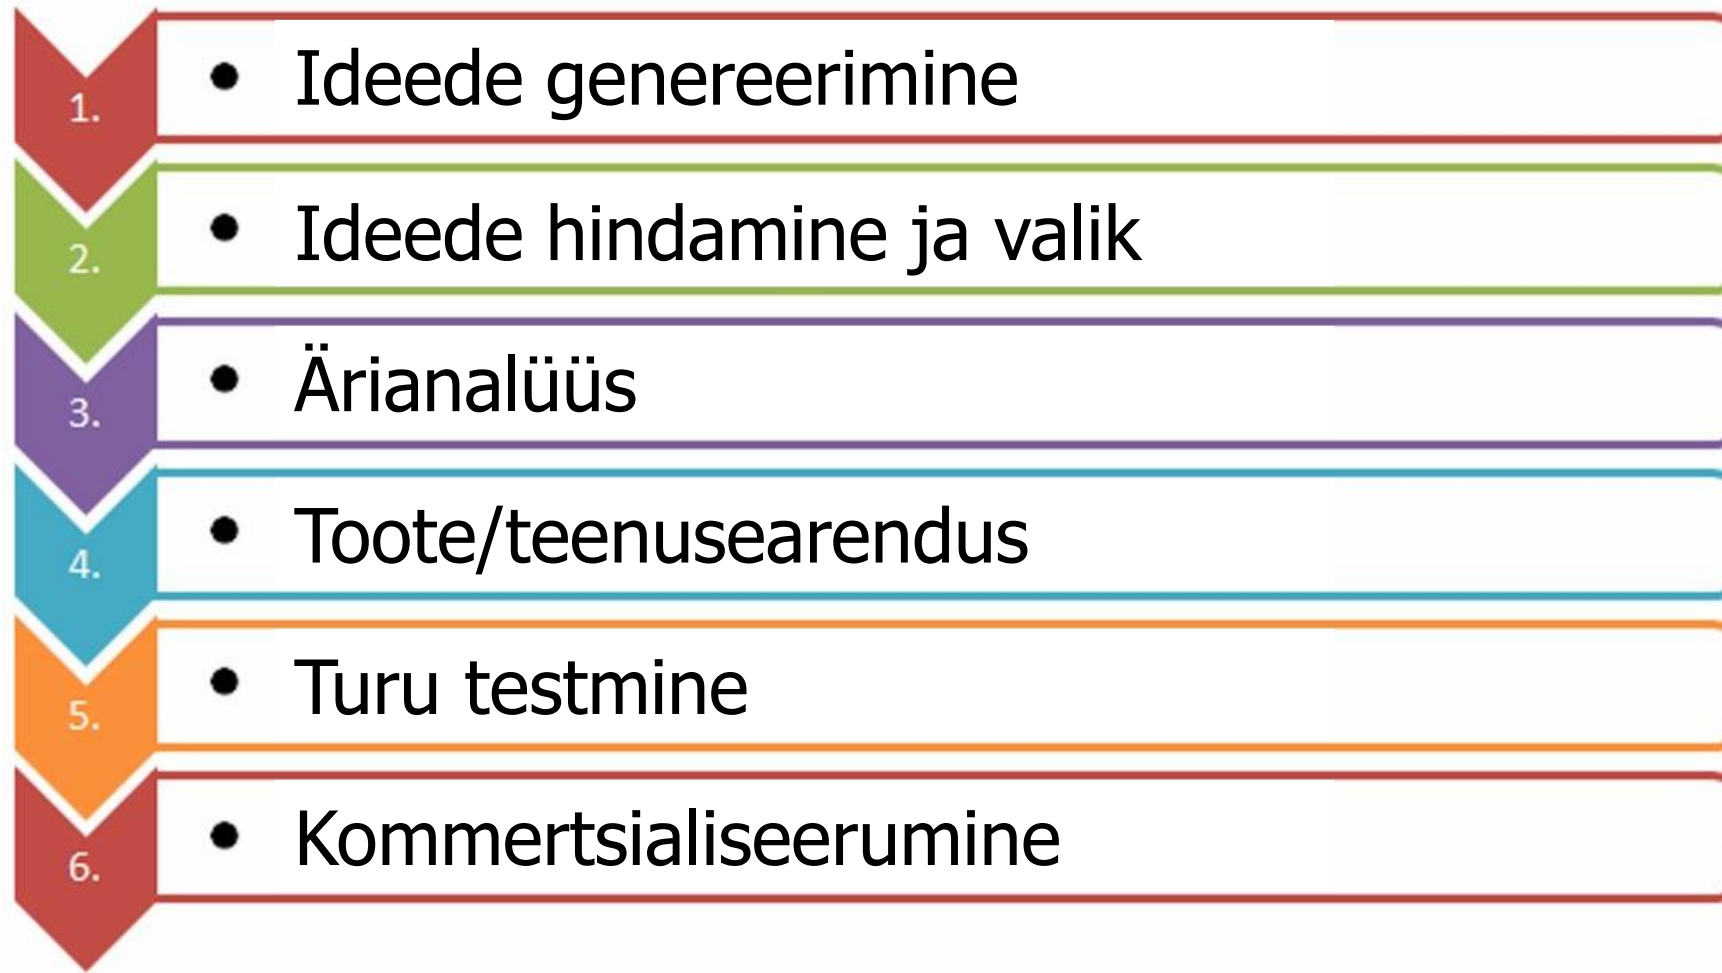 1. • Ideede genereerimine
2. • Ideede hindamine ja valik
3. • Ärianalüüs
4. • Toote/teenusearendus
5. • Turu testmine
6. • Kommertsialiseerumine